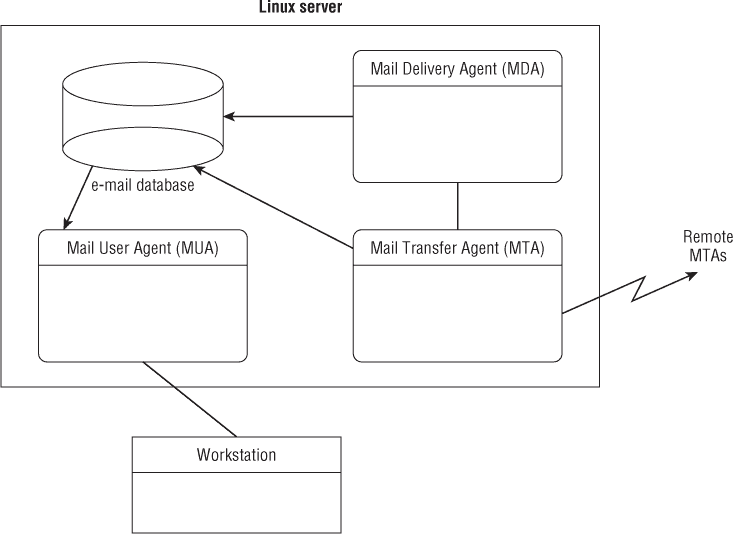 Linux server
Mail Delivery Agent (MDA)
e-mail database
Mail User Agent (MUA)
Mail Transfer Agent (MTA)
Remote
MTAs
Workstation